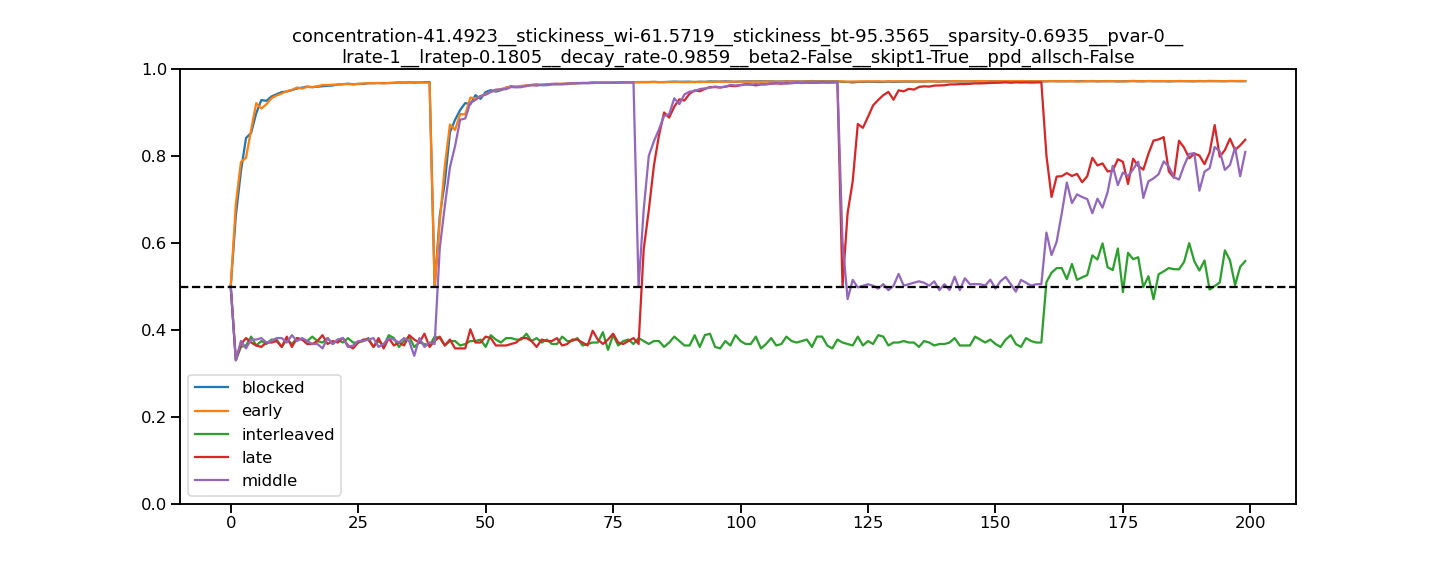 concentration-41.4923__stickiness_wi-61.5719__stickiness_bt-95.3565__sparsity-0.6935__pvar-0__
lrate-1__lratep-0.1805__decay_rate-0.9859__beta2-False__skipt1-True__ppd_allsch-False
1.0
0.8
0.6
0.4
0.2
0.0
blocked
early
interleaved
late
middle
0 25 50 75 100 125 150 175 200